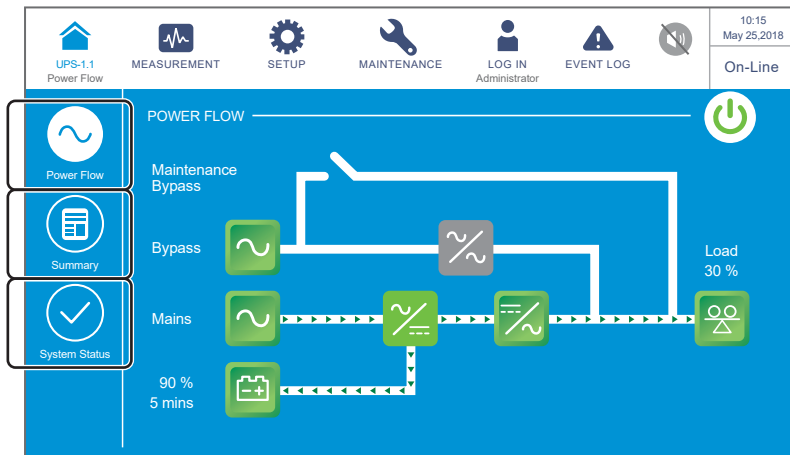 UPS-1.1
Power Flow
MEASUREMENT
SETUP
MAINTENANCE
LOG IN
Administrator
EVENT LOG
10:15
May 25,2018
On-Line
Power Flow
Summary
System Status
POWER FLOW
Maintenance
Bypass
Bypass
Load
30 %
Mains
90 %
5 mins